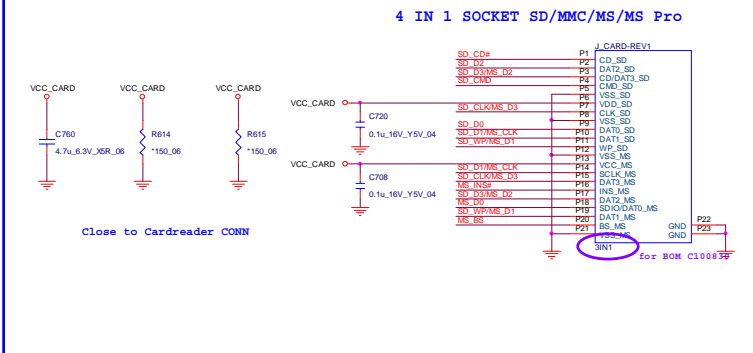 4 IN 1 SOCKET SD/MMC/MS/MS Pro
VCC_CARD
C760
4.7u_6.3V_X5R_06
VCC_CARD
R614
*150_06
VCC_CARD
R615
*150_06
Close to Cardreader CONN
VCC_CARD
C720
0.1u_16V_Y5V_04
VCC_CARD
C708
0.1u_16V_Y5V_04
J_CARD-REV1
SD_CD# P1 CD_SD
SD_D2 P2 DAT2_SD
SD_D3/MS_D2 P3 CD/DAT3_SD
SD_CMD P4 CMD_SD
P5 VSS_SD
P6 VDD_SD
SD_CLK/MS_D3 P7 CLK_SD
P8 VSS_SD
SD_D0 P9 DAT0_SD
SD_D1/MS_CLK P10 DAT1_SD
SD_WP/MS_D1 P11 WP_SD
P12 VSS_MS
P13 VCC_MS
SD_D1/MS_CLK P14 SCLK_MS
SD_CLK/MS_D3 P15 DAT3_MS
MS_INS# P16 INS_MS
SD_D3/MS_D2 P17 DAT2_MS
MS_D0 P18 SDIO/DAT0_MS
SD_WP/MS_D1 P19 DAT1_MS
MS_BS P20 BS_MS
P21 VSS_MS
GND P22
GND P23
3IN1
for BOM